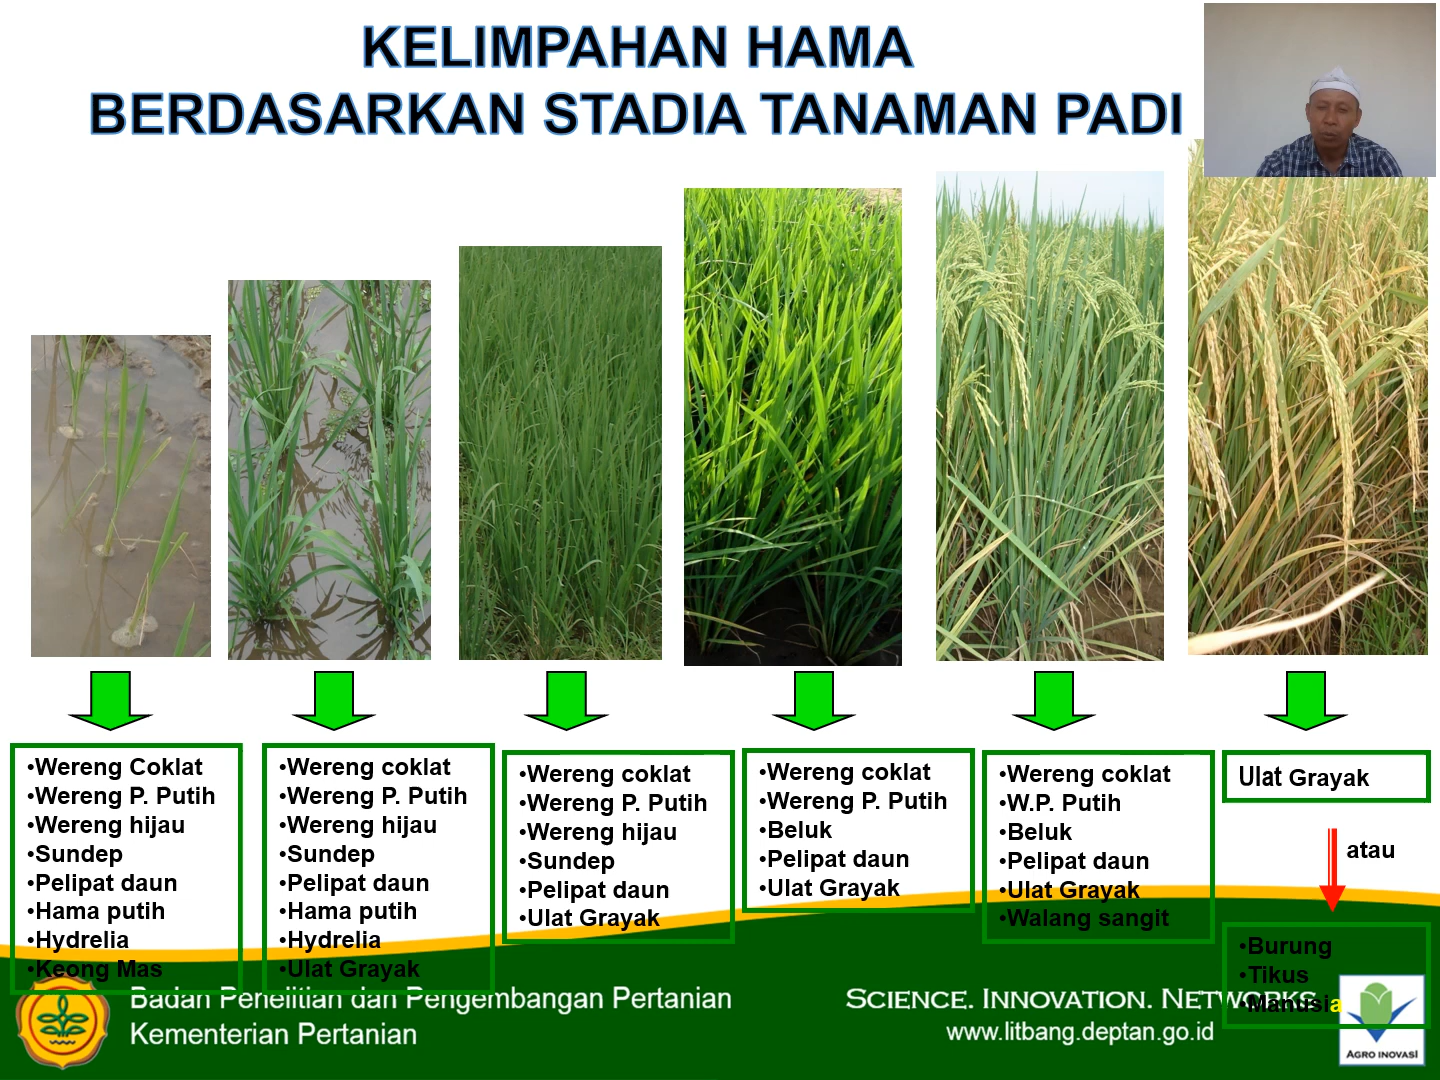 KELIMPAHAN HAMA
BERDASARKAN STADIA TANAMAN PADI
•Wereng Coklat
•Wereng P. Putih
•Wereng hijau
•Sundep
•Pelipat daun
•Hama putih
•Hydrelia
•Keong Mas
•Wereng coklat
•Wereng P. Putih
•Wereng hijau
•Sundep
•Pelipat daun
•Hama putih
•Hydrelia
•Ulat Grayak
•Wereng coklat
•Wereng P. Putih
•Wereng hijau
•Sundep
•Pelipat daun
•Ulat Grayak
•Wereng coklat
•Wereng P. Putih
•Beluk
•Pelipat daun
•Ulat Grayak
•Wereng coklat
•W.P. Putih
•Beluk
•Pelipat daun
•Ulat Grayak
•Walang sangit
Ulat Grayak
atau
•Burung
•Tikus
•Manusia
Badan Penelitian dan Pengembangan Pertanian
Kementerian Pertanian
SCIENCE. INNOVATION. NETWORKS
www.litbang.deptan.go.id
AGRO INOVASI